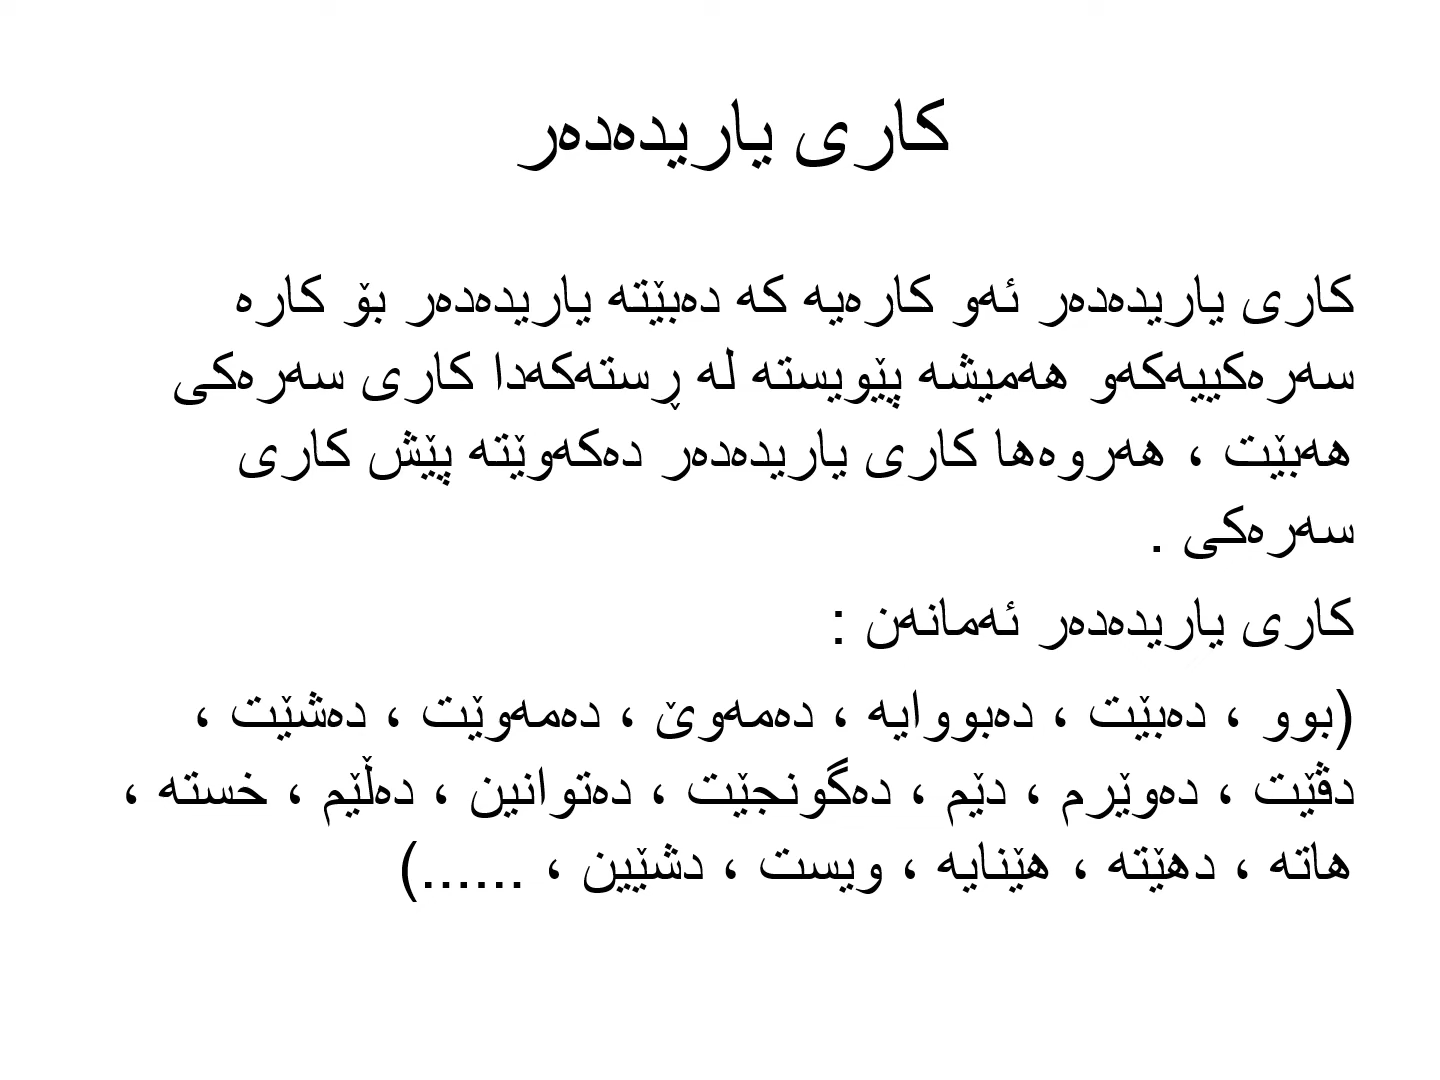 کاری یاریدەدەر
کاری یاریدەدەر ئەو کارەیە کە دەبێتە یاریدەدەر بۆ کارە
سەرەکییەکەو هەمیشە پێویستە لە ڕستەکەدا کاری سەرەکی
هەبێت ، هەروەها کاری یاریدەدەر دەکەوێتە پێش کاری
سەرەکی .
کاری یاریدەدەر ئەمانەن :
(بوو ، دەبێت ، دەبووایە ، دەمەوێ ، دەمەوێت ، دەشێت ،
دڤێت ، دەوێرم ، دێم ، دەگونجێت ، دەتوانین ، دەڵێم ، خستە ،
هاتە ، دهێتە ، هێنایە ، ویست ، دشێین ، ......)